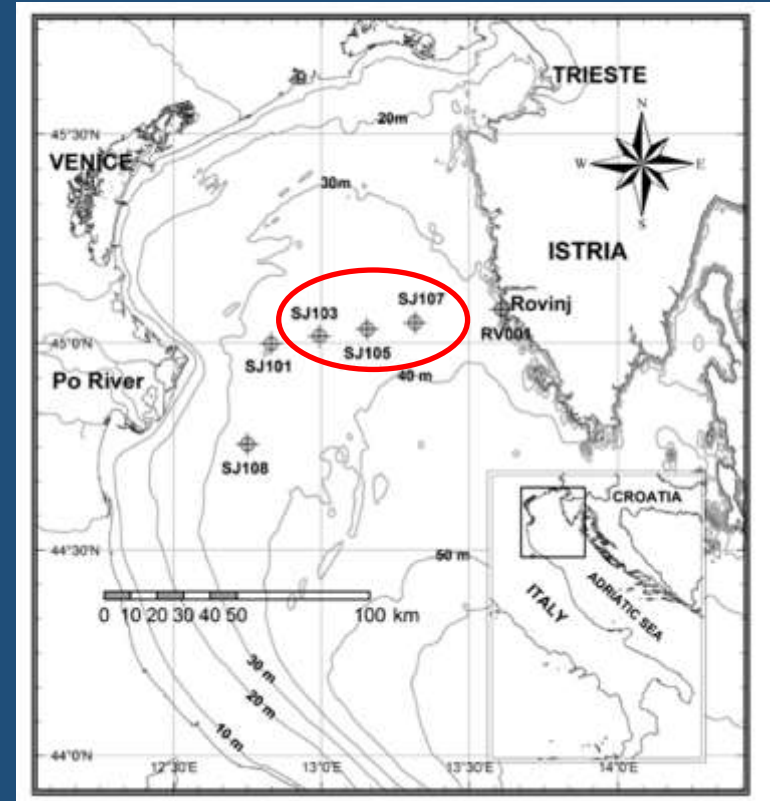 TRIESTE
N
20m
45°30'N
VENICE
W
E
30m
S
ISTRIA
SJ107
SJ103
Rovinj
RV001
45°0'N
SJ105
SJ101
Po River
40 m
SJ108
CROATIA
44°30'N
50 m
ADRIATIC SEA
ITALY
0 10 20 30 40 50 100 km
30 m
20 m
10 m
44°0'N
12°30'E
13°0'E
13°30'E
14°0'E